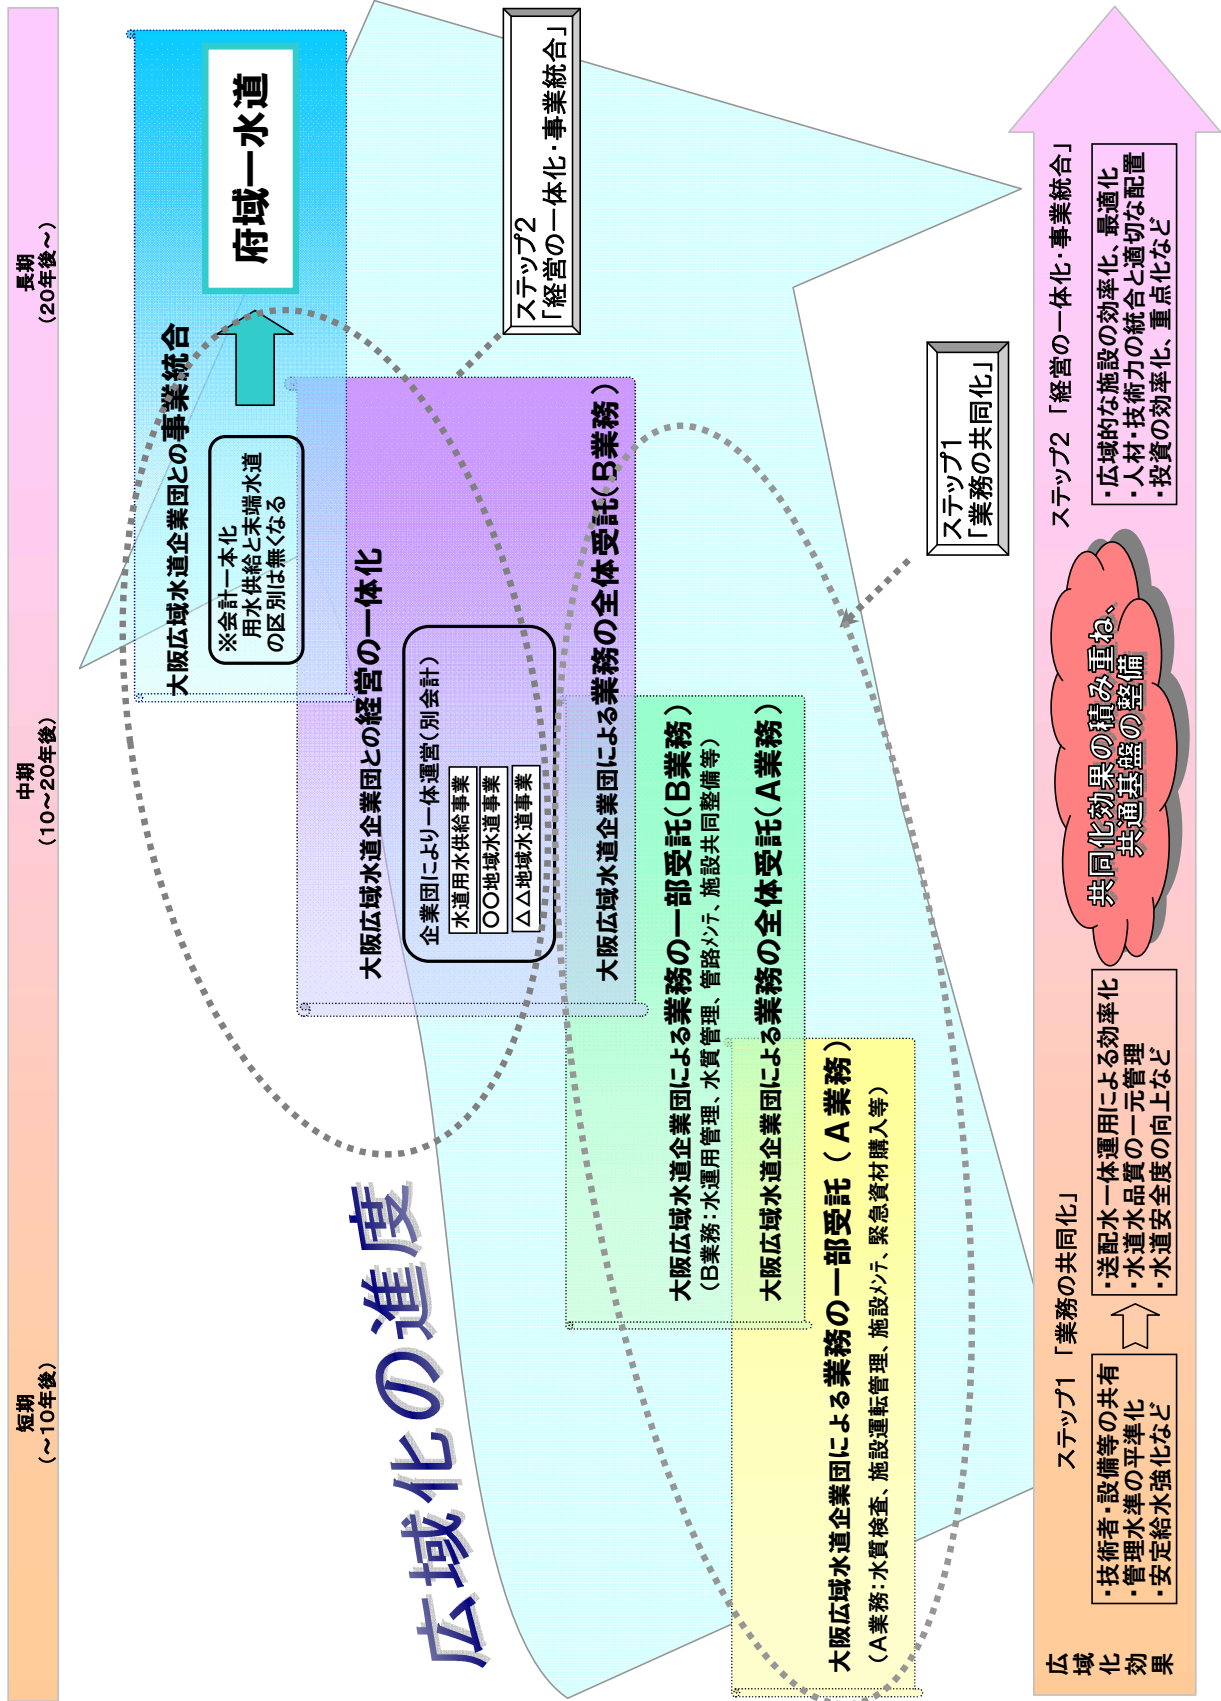 短期
（～10年後）
中期
（10～20年後）
長期
（20年後～）
府域一水道
大阪広域水道企業団との事業統合
※会計一本化
用水供給と末端水道
の区別は無くなる
ステップ2
「経営の一体化・事業統合」
大阪広域水道企業団との経営の一体化
企業団により一体運営（別会計）
水道用水供給事業
〇〇地域水道事業
△△地域水道事業
大阪広域水道企業団による業務の全体受託（B業務）
広域化の進度
大阪広域水道企業団による業務の一部受託（B業務）
（B業務：水運用管理、水質管理、管路ﾒﾝﾃ、施設共同整備等）
大阪広域水道企業団による業務の全体受託（A業務）
大阪広域水道企業団による業務の一部受託（A業務）
（A業務：水質検査、施設運転管理、施設ﾒﾝﾃ、緊急資材購入等）
ステップ1
「業務の共同化」
広域化効果
ステップ1 「業務の共同化」
・技術者・設備等の共有
・管理水準の平準化
・安定給水強化など
・送配水一体運用による効率化
・水道水品質の一元管理
・水道安全度の向上など
共同化効果の積み重ね、
共通基盤の整備
ステップ2 「経営の一体化・事業統合」
・広域的な施設の効率化、最適化
・人材・技術力の統合と適切な配置
・投資の効率化、重点化など